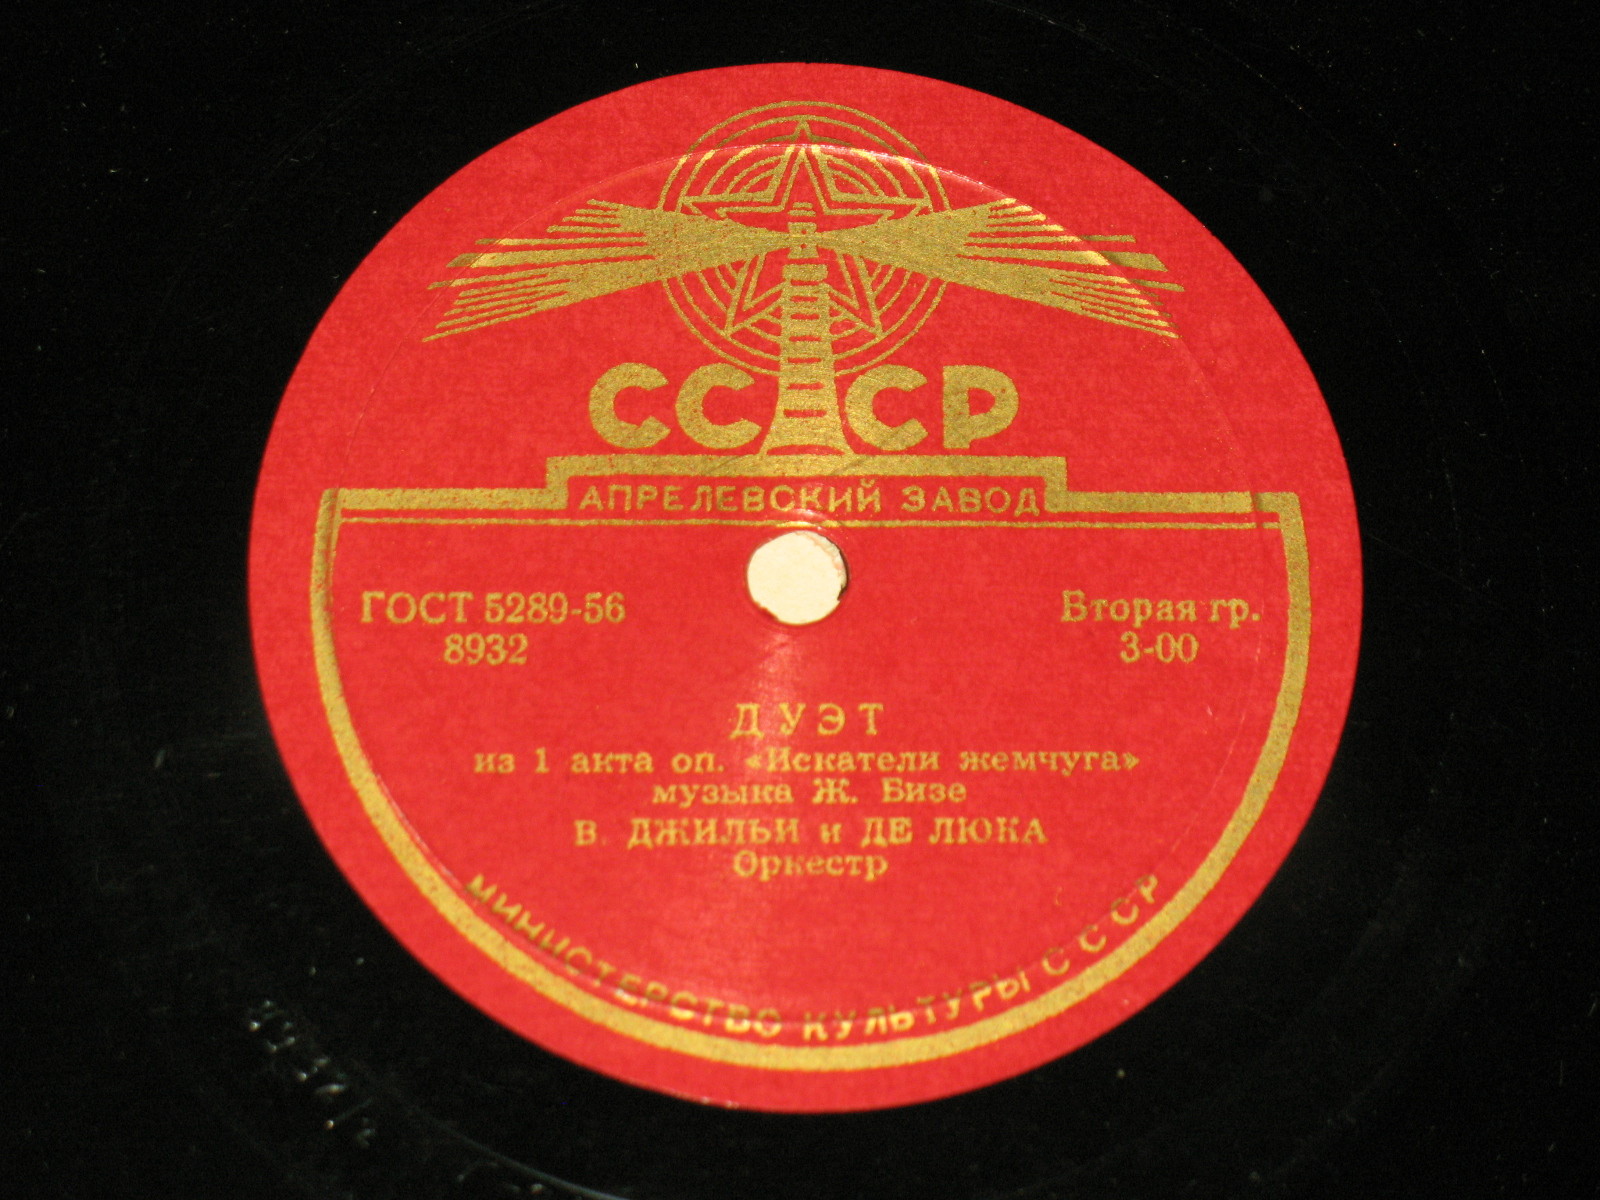 СССР
АПРЕЛЕВСКИЙ ЗАВОД
ГОСТ 5289-56
8932
Вторая гр.
3-00
ДУЭТ
из 1 акта оп. «Искатели жемчуга»
музыка Ж. Бизе
В. ДЖИЛЬИ и ДЕ ЛЮКА
Оркестр
МИНИСТЕРСТВО КУЛЬТУРЫ СССР